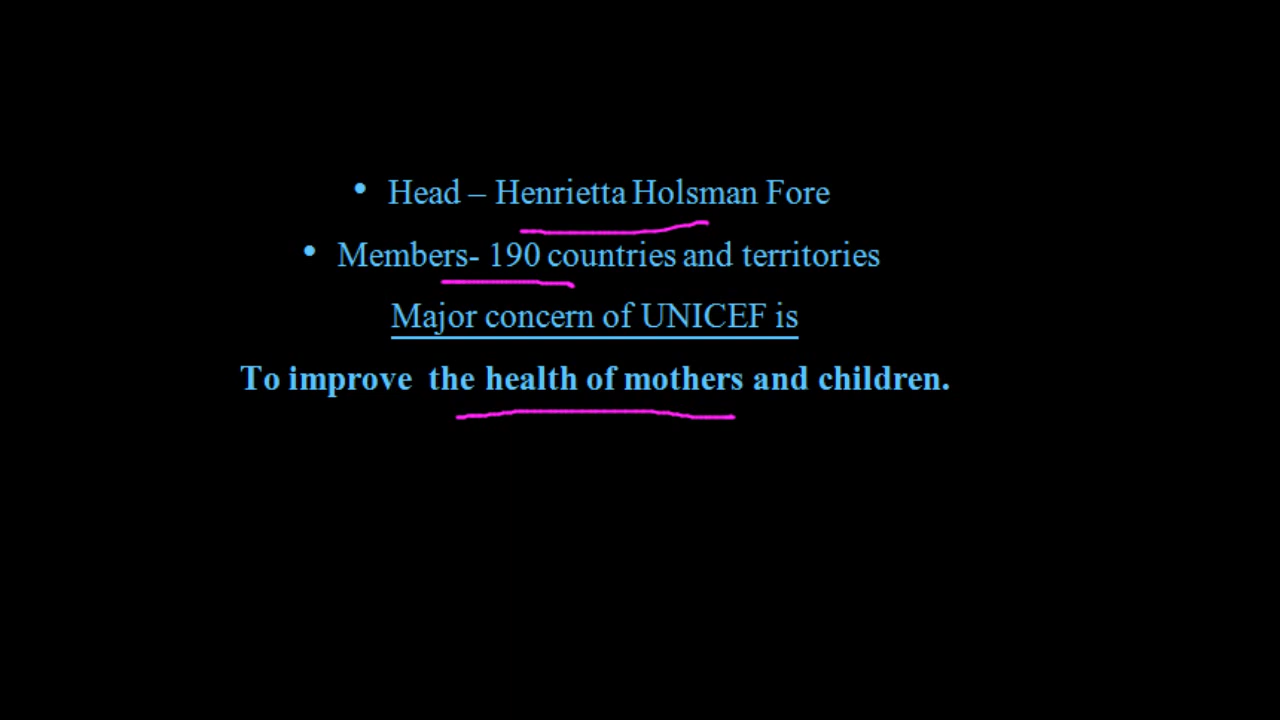 • Head – Henrietta Holsman Fore
• Members- 190 countries and territories
Major concern of UNICEF is
To improve the health of mothers and children.